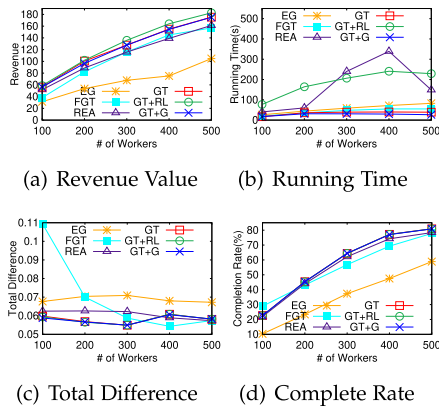 Revenue
180
160
140
120
100
80
60
40
20
0
EG GT
FGT GT+RL
REA GT+G
100 200 300 400 500
# of Workers
(a) Revenue Value
Running Time(s)
500
400
300
200
100
0
EG GT
FGT GT+RL
REA GT+G
100 200 300 400 500
# of Workers
(b) Running Time
Total Difference
0.11
0.1
0.09
0.08
0.07
0.06
0.05
EG GT
FGT GT+RL
REA GT+G
100 200 300 400 500
# of Workers
(c) Total Difference
Completion Rate(%)
80
70
60
50
40
30
20
10
EG GT
FGT GT+RL
REA GT+G
100 200 300 400 500
# of Workers
(d) Complete Rate